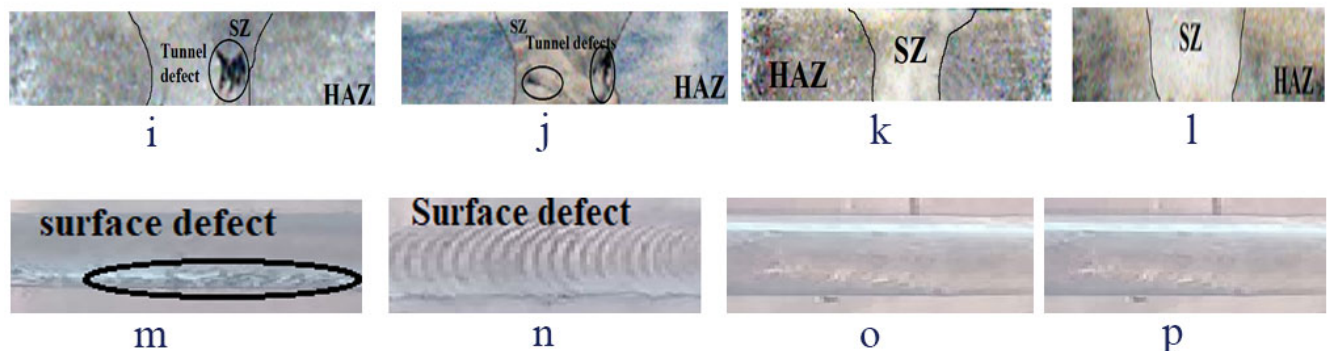 SZ
Tunnel
defect
HAZ
i
SZ
Tunnel defects
HAZ
j
SZ
HAZ
k
SZ
HAZ
l
surface defect
m
Surface defect
n
o
p